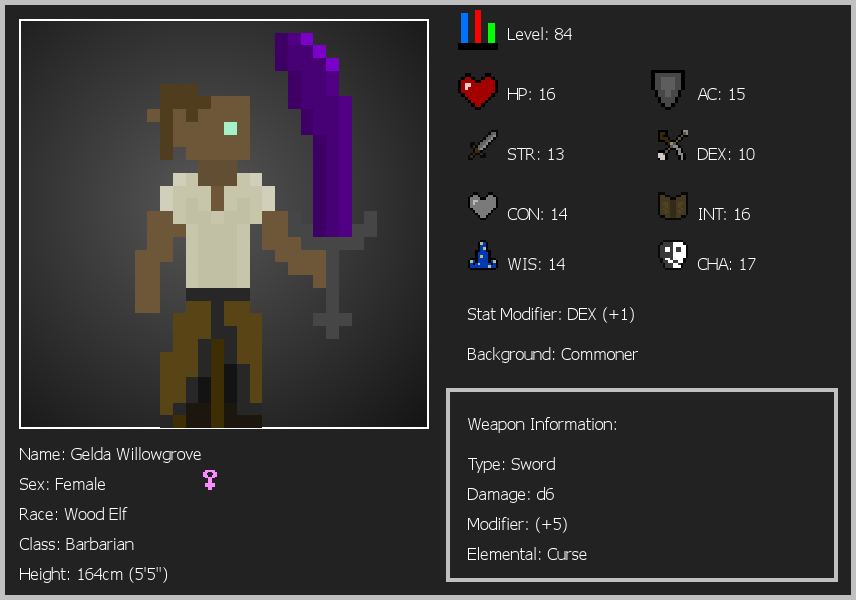 Level: 84
HP: 16
AC: 15
STR: 13
DEX: 10
CON: 14
INT: 16
WIS: 14
CHA: 17
Stat Modifier: DEX (+1)
Background: Commoner
Weapon Information:
Type: Sword
Damage: d6
Modifier: (+5)
Elemental: Curse
Name: Gelda Willowgrove
Sex: Female
Race: Wood Elf
Class: Barbarian
Height: 164cm (5'5")